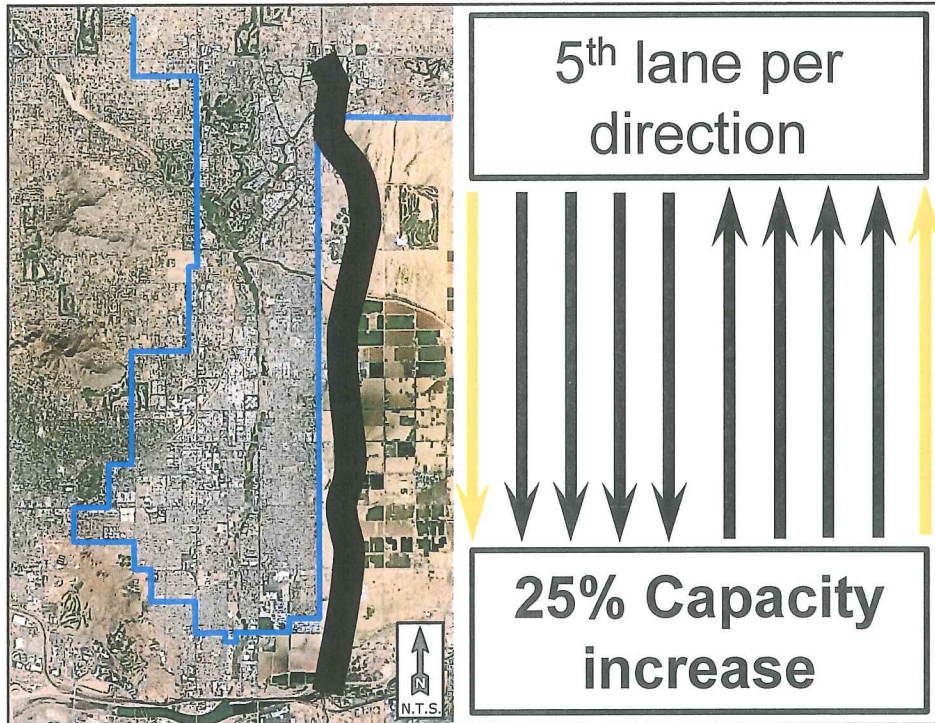 5th lane per
direction
25% Capacity
increase
N
N.T.S.